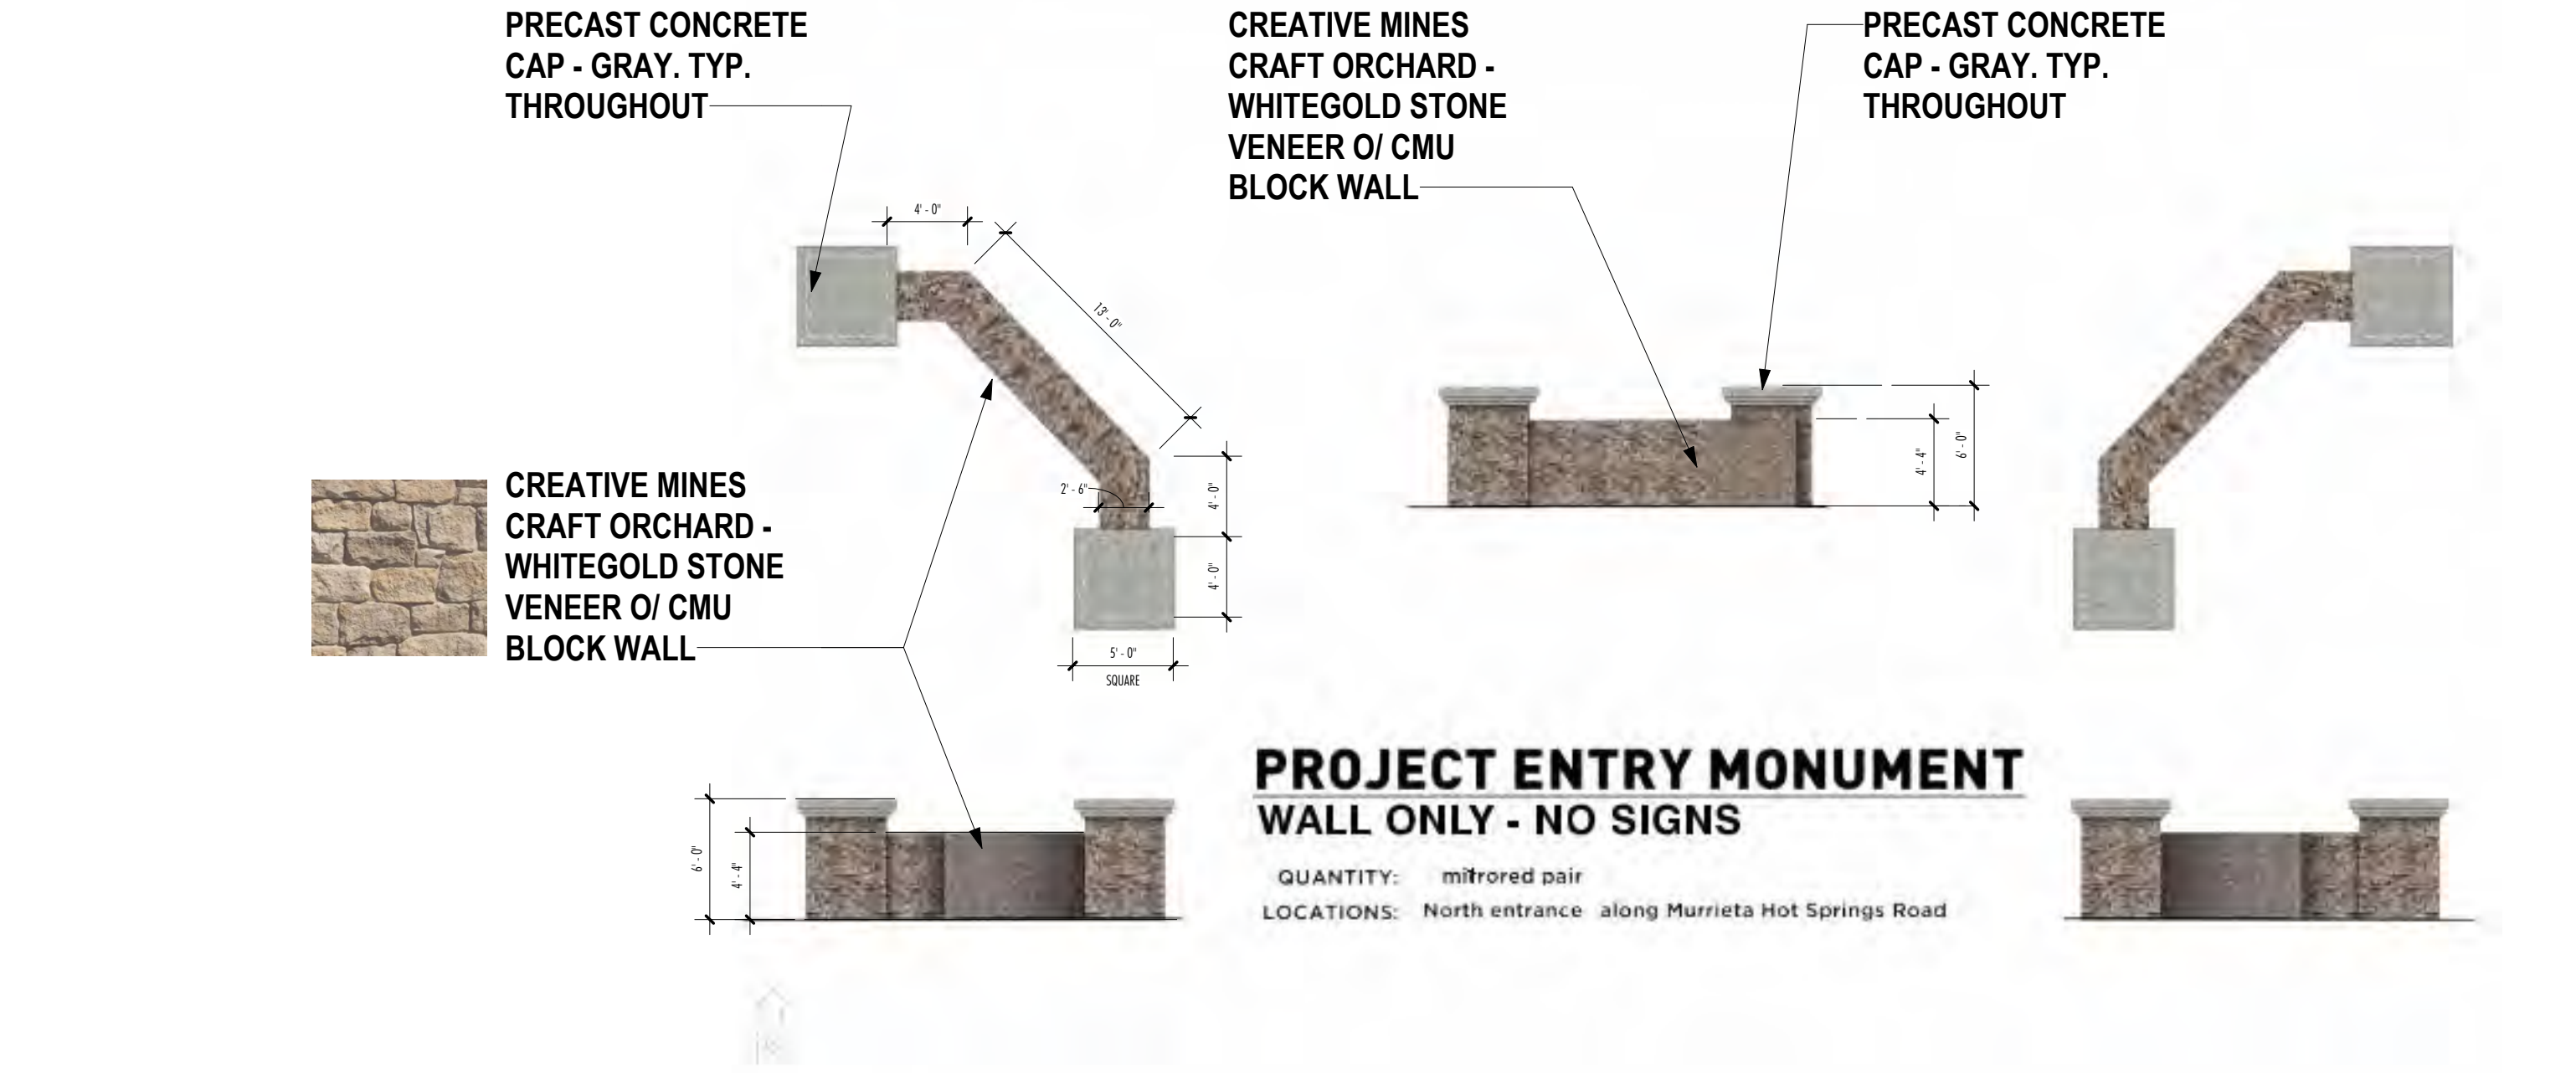 PRECAST CONCRETE
CAP - GRAY. TYP.
THROUGHOUT
CREATIVE MINES
CRAFT ORCHARD -
WHITEGOLD STONE
VENEER O/ CMU
BLOCK WALL
PRECAST CONCRETE
CAP - GRAY. TYP.
THROUGHOUT
4' - 0"
13' - 0"
2' - 6"
4' - 0"
4' - 0"
5' - 0"
SQUARE
4' - 4"
6' - 0"
CREATIVE MINES
CRAFT ORCHARD -
WHITEGOLD STONE
VENEER O/ CMU
BLOCK WALL
6' - 0"
4' - 4"
PROJECT ENTRY MONUMENT
WALL ONLY - NO SIGNS
QUANTITY: mirrored pair
LOCATIONS: North entrance along Murrieta Hot Springs Road